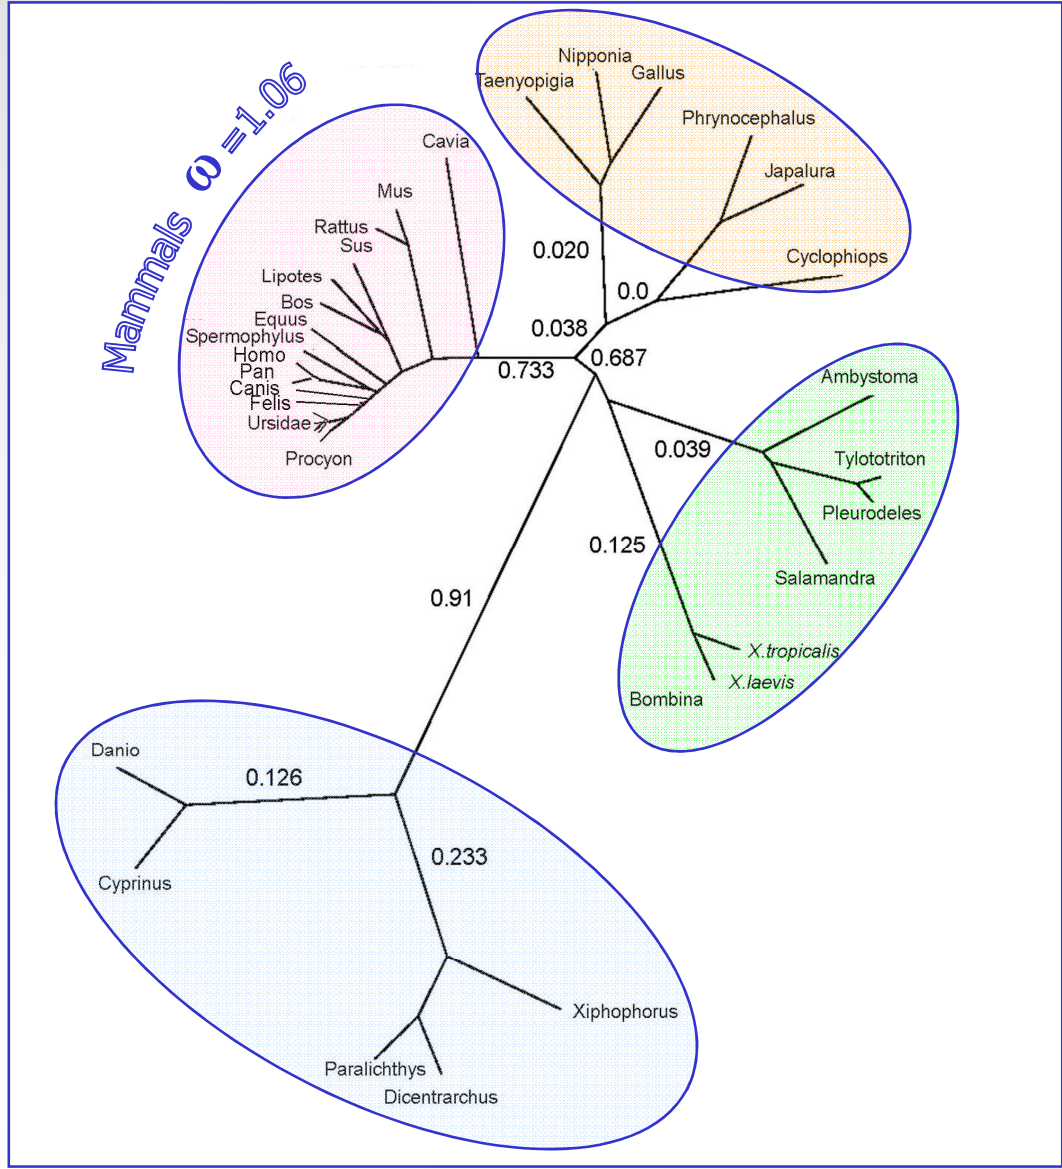 Mammals ω =1.06
Nipponia
Taenyopigia
Gallus
Phrynocephalus
Japalura
Cyclophiops
Cavia
Mus
Rattus
Sus
Lipotes
Bos
Equus
Spermophylus
Homo
Pan
Canis
Felis
Ursidae
Procyon
0.020
0.0
0.038
0.733
0.687
Ambystoma
0.039
Tylototriton
Pleurodeles
0.125
Salamandra
X.tropicalis
X.laevis
Bombina
0.91
Danio
0.126
Cyprinus
0.233
Xiphophorus
Paralichthys
Dicentrarchus